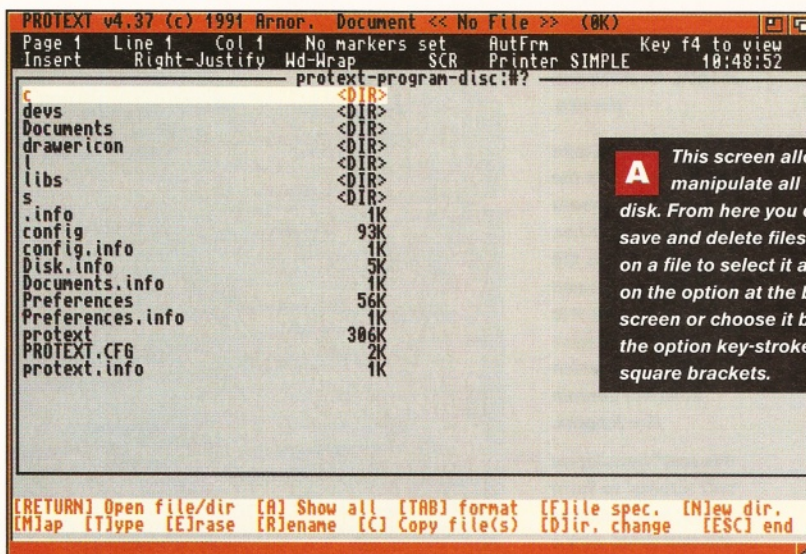 PROTEXT v4.37 (c) 1991 Arnor. Document << No File >> (0K)
Page 1 Line 1 Col 1 No markers set AutFrm Key f4 to view
Insert Right-Justify Wd-Wrap SCR Printer SIMPLE 10:48:52
protext-program-disc:#?
c <DIR>
devs <DIR>
Documents <DIR>
drawericon <DIR>
l <DIR>
libs <DIR>
s <DIR>
.info 1K
config 93K
config.info 1K
Disk.info 5K
Documents.info 1K
Preferences 56K
Preferences.info 1K
protext 306K
PROTEXT.CFG 2K
protext.info 1K
A
This screen
manipulate all
disk. From here you
save and delete files
on a file to select it
on the option at the
screen or choose it
the option
square brackets.
[RETURN] Open file/dir [A] Show all [TAB] format [F]ile spec. [N]ew dir.
[M]ap [T]ype [E]rase [R]ename [C] Copy file(s) [D]ir. change [ESC] end